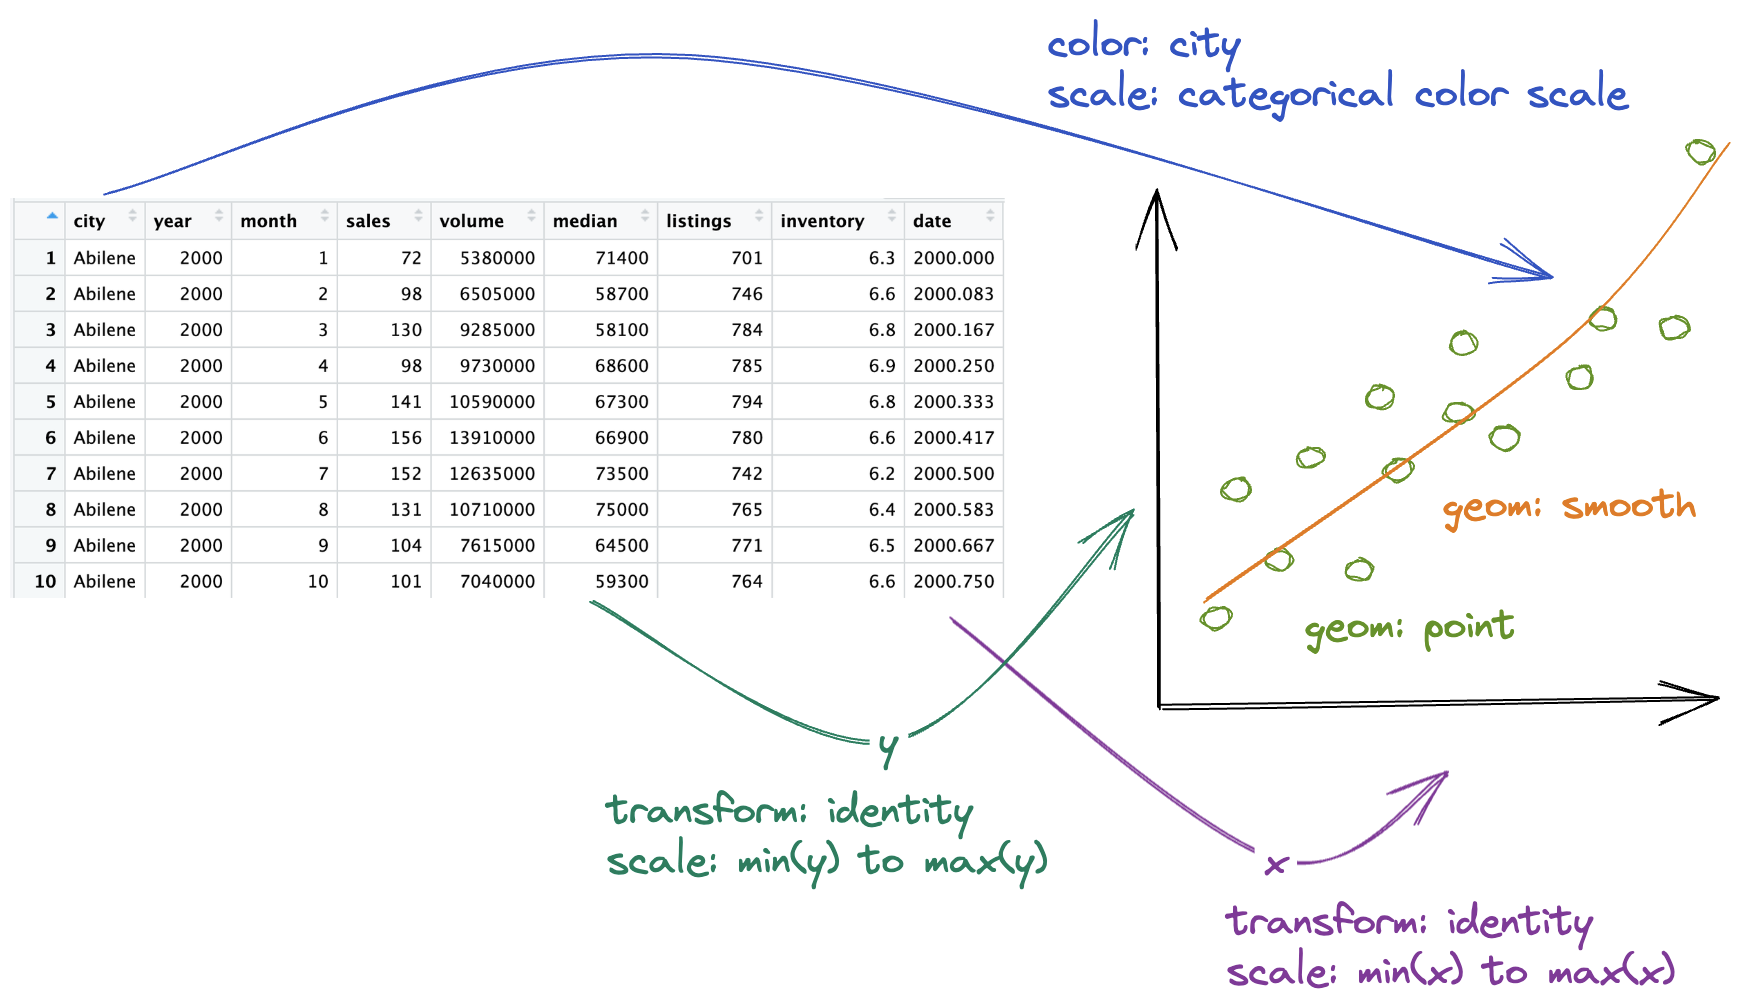 color: city
scale: categorical color scale
city year month sales volume median listings inventory date
1 Abilene 2000 1 72 5380000 71400 701 6.3 2000.000
2 Abilene 2000 2 98 6505000 58700 746 6.6 2000.083
3 Abilene 2000 3 130 9285000 58100 784 6.8 2000.167
4 Abilene 2000 4 98 9730000 68600 785 6.9 2000.250
5 Abilene 2000 5 141 10590000 67300 794 6.8 2000.333
6 Abilene 2000 6 156 13910000 66900 780 6.6 2000.417
7 Abilene 2000 7 152 12635000 73500 742 6.2 2000.500
8 Abilene 2000 8 131 10710000 75000 765 6.4 2000.583
9 Abilene 2000 9 104 7615000 64500 771 6.5 2000.667
10 Abilene 2000 10 101 7040000 59300 764 6.6 2000.750
geom: smooth
geom: point
y
transform: identity
scale: min(y) to max(y)
x
transform: identity
scale: min(x) to max(x)